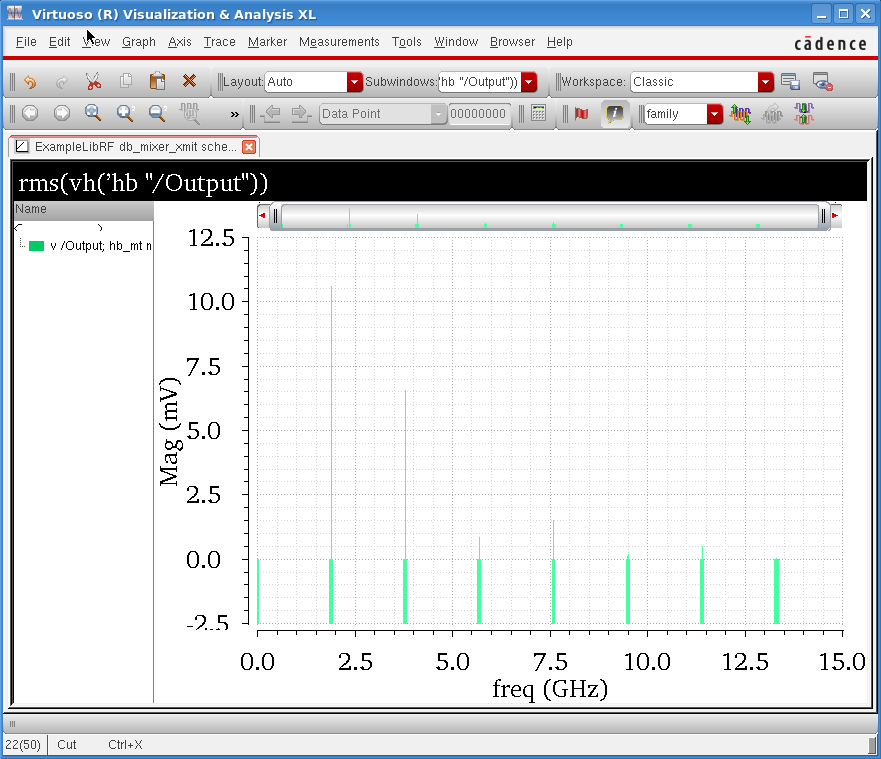 Virtuoso (R) Visualization & Analysis XL
File Edit View Graph Axis Trace Marker Measurements Tools Window Browser Help
cādence
Layout: Auto Subwindows: hb "/Output")) Workspace: Classic
» Data Point 00000000 family
ExampleLibRF db_mixer_xmit sche...
rms(vh('hb "/Output"))
Name
v /Output; hb_mt n
12.5
10.0
7.5
5.0
2.5
0.0
-2.5
Mag (mV)
0.0 2.5 5.0 7.5 10.0 12.5 15.0
freq (GHz)
22(50) Cut Ctrl+X